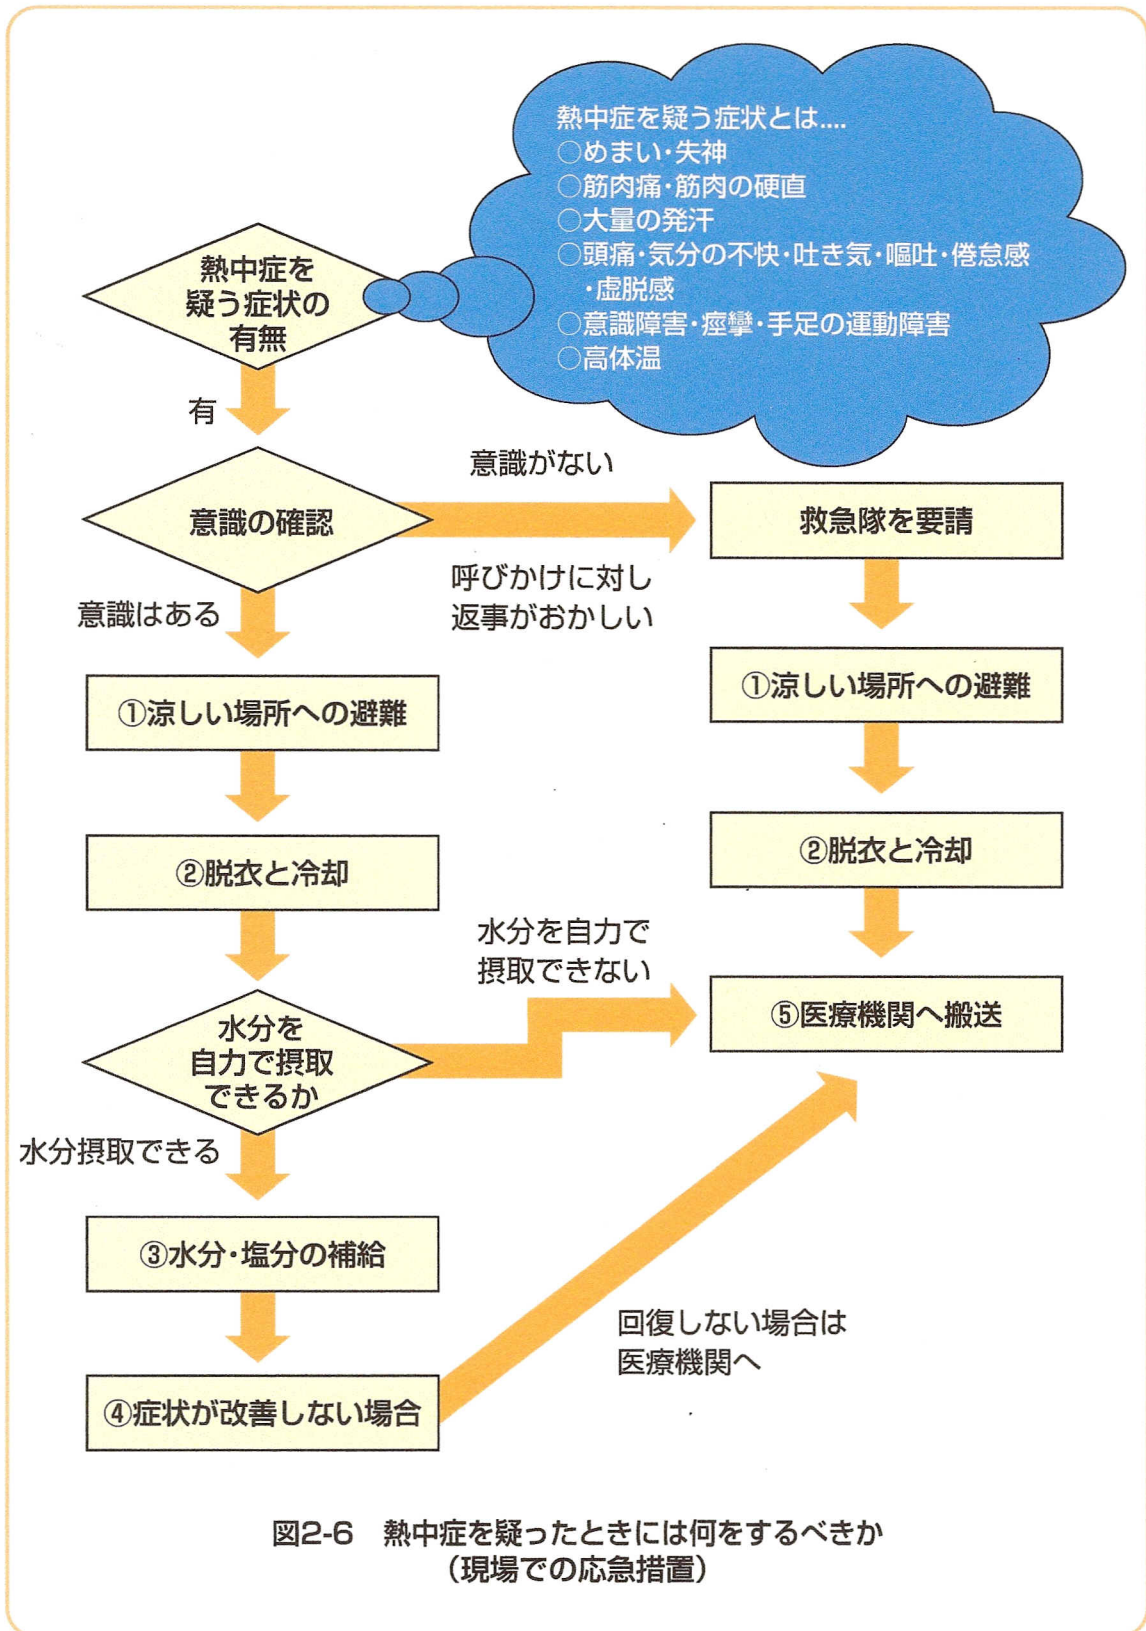 熱中症を疑う症状とは....
○めまい・失神
○筋肉痛・筋肉の硬直
○大量の発汗
○頭痛・気分の不快・吐き気・嘔吐・倦怠感
・虚脱感
○意識障害・痙攣・手足の運動障害
○高体温
熱中症を
疑う症状の
有無
有
意識の確認
意識がない
呼びかけに対し
返事がおかしい
救急隊を要請
意識はある
①涼しい場所への避難
①涼しい場所への避難
②脱衣と冷却
②脱衣と冷却
水分を
自力で摂取
できるか
水分を自力で
摂取できない
⑤医療機関へ搬送
水分摂取できる
③水分・塩分の補給
④症状が改善しない場合
回復しない場合は
医療機関へ
図2-6 熱中症を疑ったときには何をするべきか
(現場での応急措置)